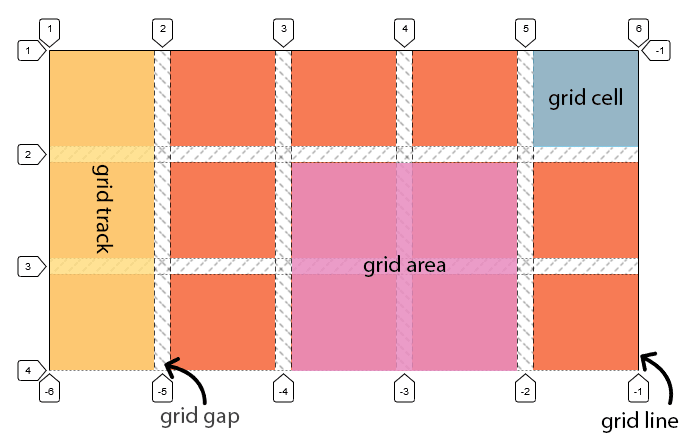 1 2 3 4 5 6
1 -1
grid cell
2
grid track
3
grid area
4
-6 -5 -4 -3 -2 -1
grid gap
grid line